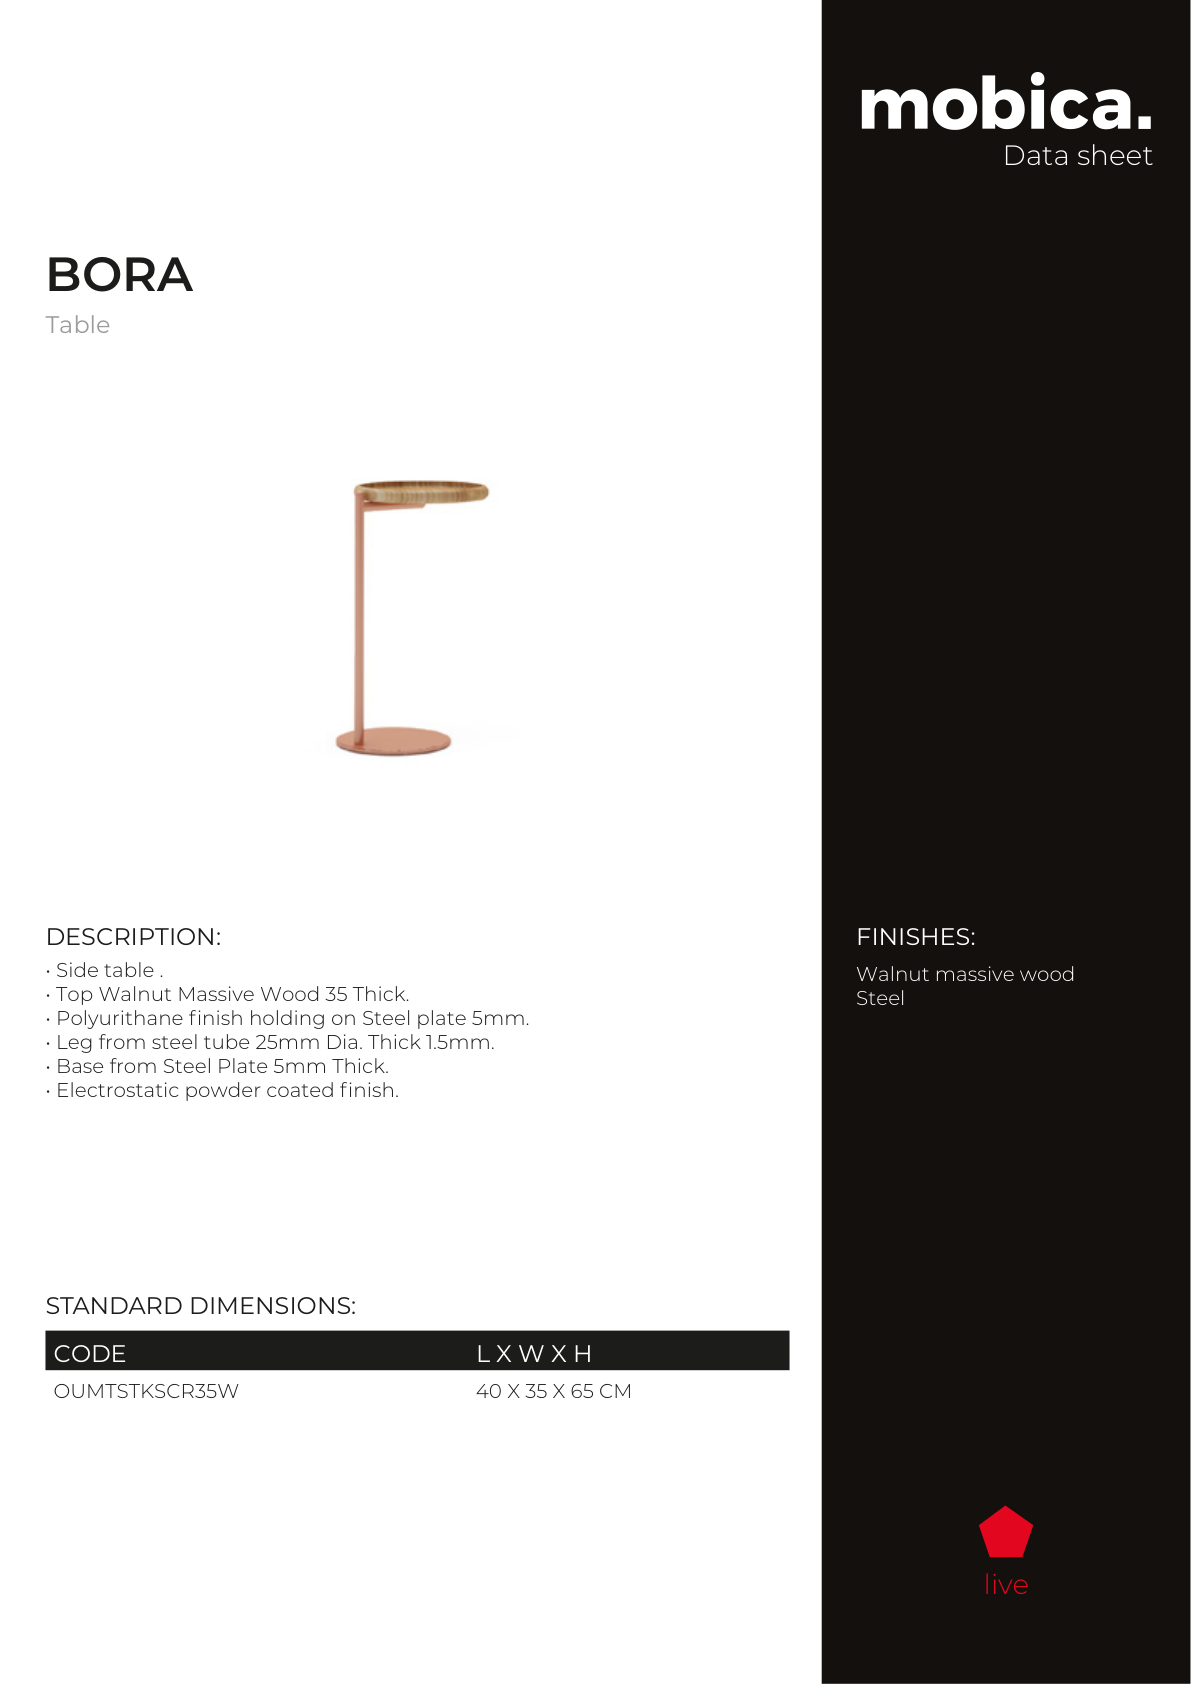 mobica.
Data sheet
BORA
Table
DESCRIPTION:
• Side table .
• Top Walnut Massive Wood 35 Thick.
• Polyurithane finish holding on Steel plate 5mm.
• Leg from steel tube 25mm Dia. Thick 1.5mm.
• Base from Steel Plate 5mm Thick.
• Electrostatic powder coated finish.
FINISHES:
Walnut massive wood
Steel
STANDARD DIMENSIONS:
CODE L X W X H
OUMTSTKSCR35W 40 X 35 X 65 CM
live